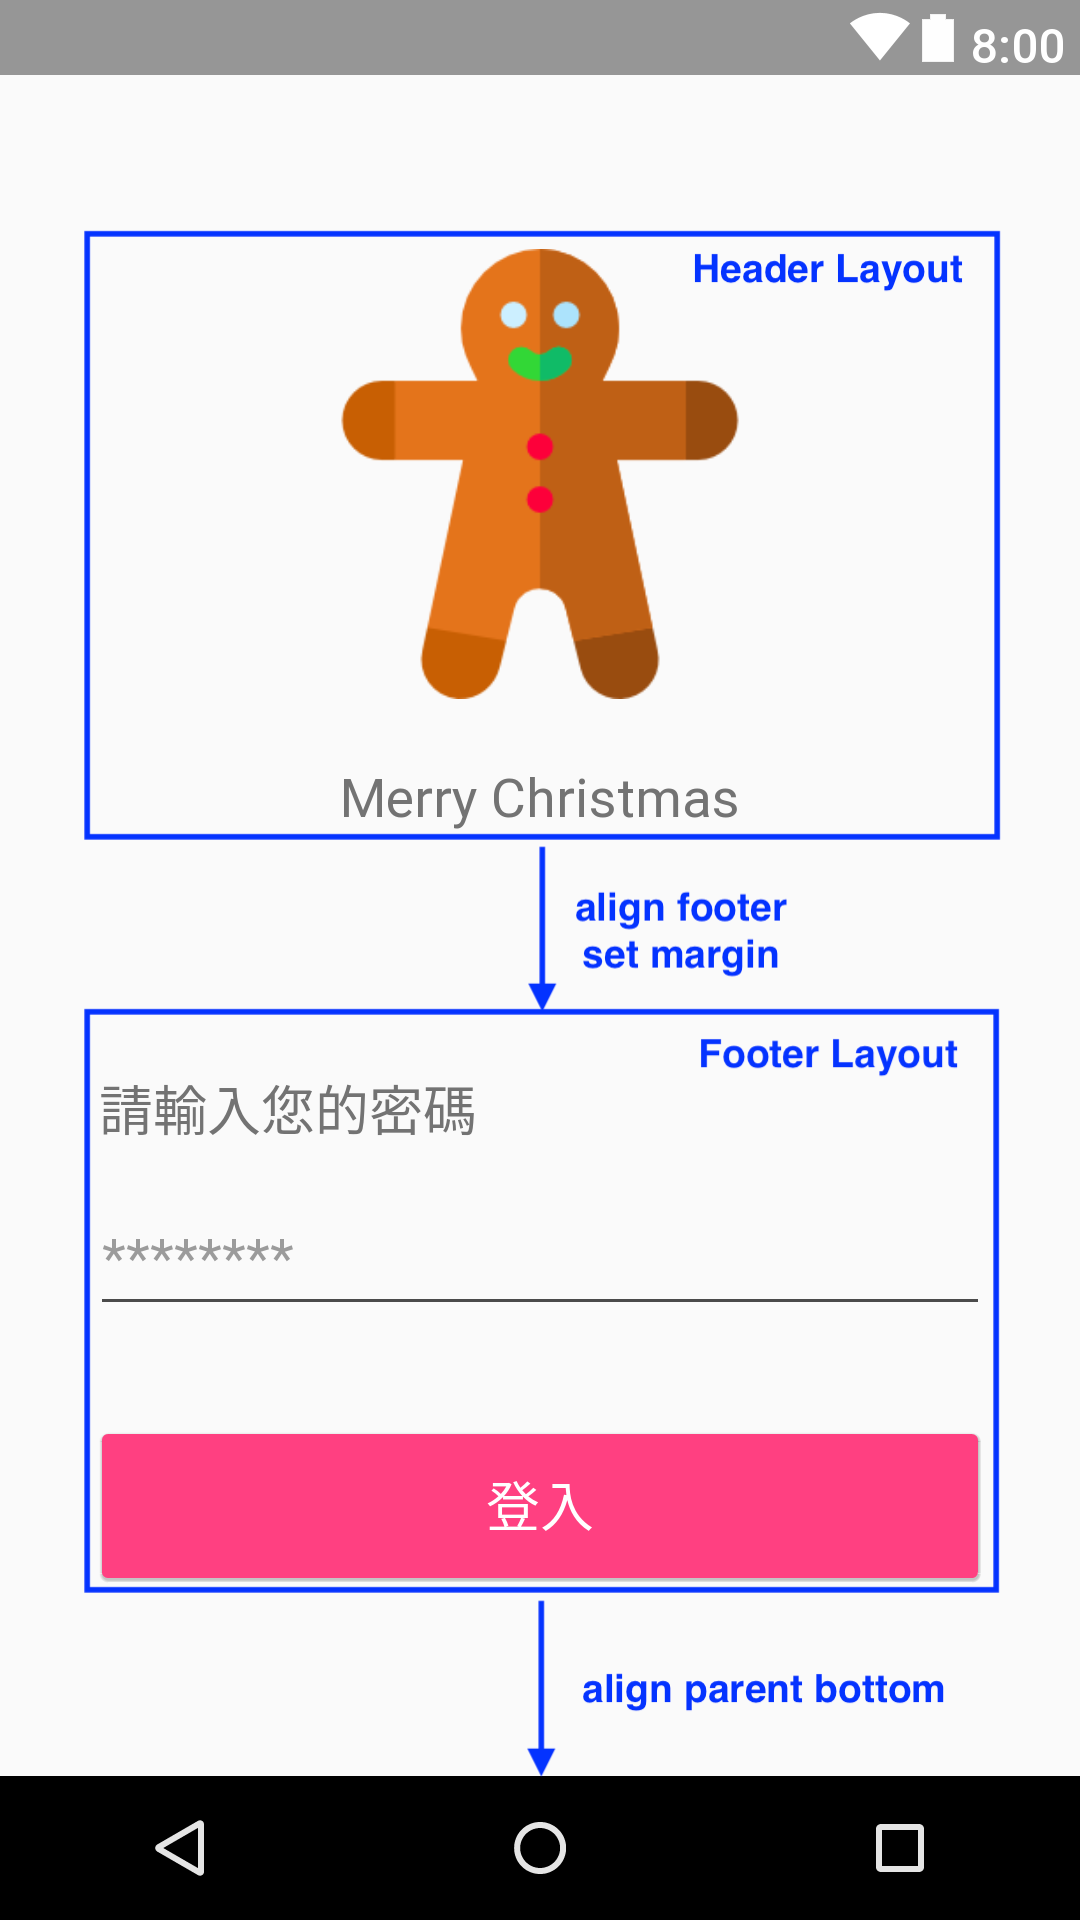 8:00
Header Layout
Merry Christmas
align footer
set margin
Footer Layout
請輸入您的密碼
********
登入
align parent bottom